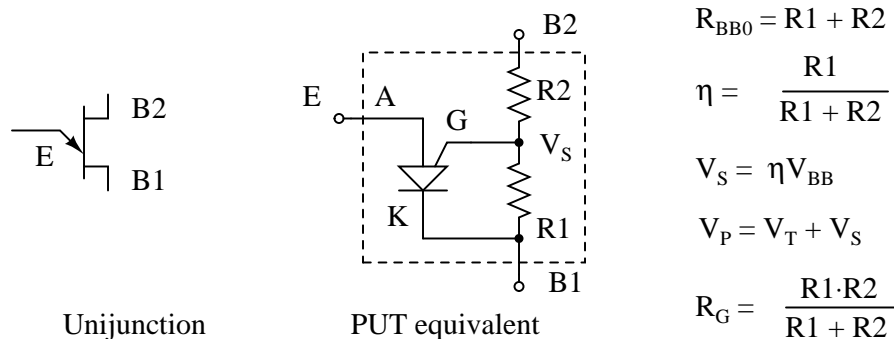 E
B2
B1
Unijunction
B2
E
A
R2
G
V_S
K
R1
B1
PUT equivalent
R_BB0 = R1 + R2
η = R1
R1 + R2
V_S = ηV_BB
V_P = V_T + V_S
R_G = R1·R2
R1 + R2